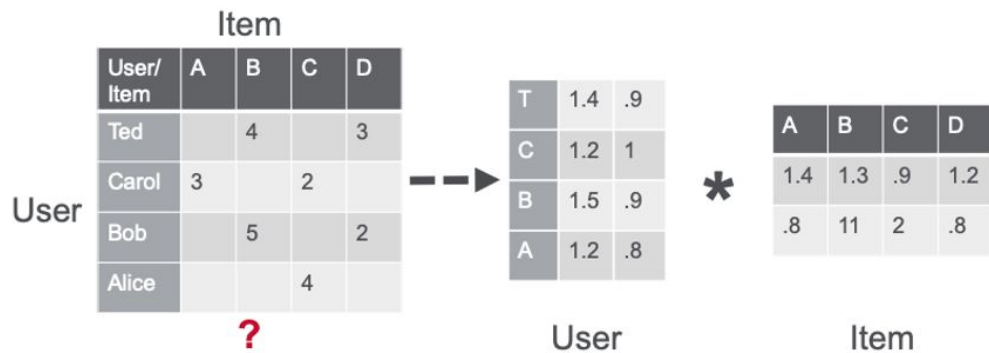 Item
User/ Item A B C D
Ted 4 3
Carol 3 2
Bob 5 2
Alice 4
User
?
T 1.4 .9
C 1.2 1
B 1.5 .9
A 1.2 .8
User
*
A B C D
1.4 1.3 .9 1.2
.8 11 2 .8
Item